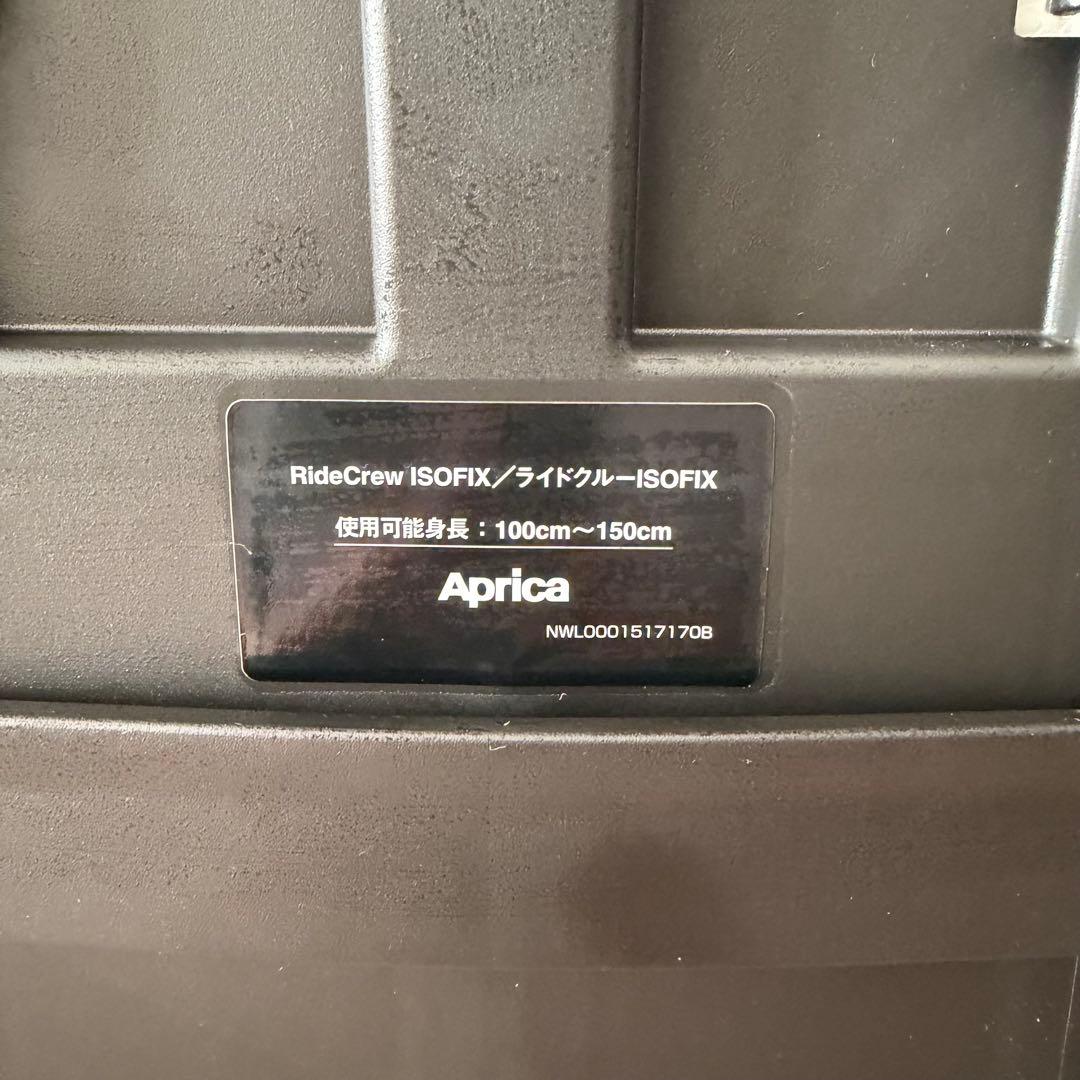 RideCrew ISOFIX／ライドクルーISOFIX
使用可能身長：100cm～150cm
Aprica
NWL0001517170B